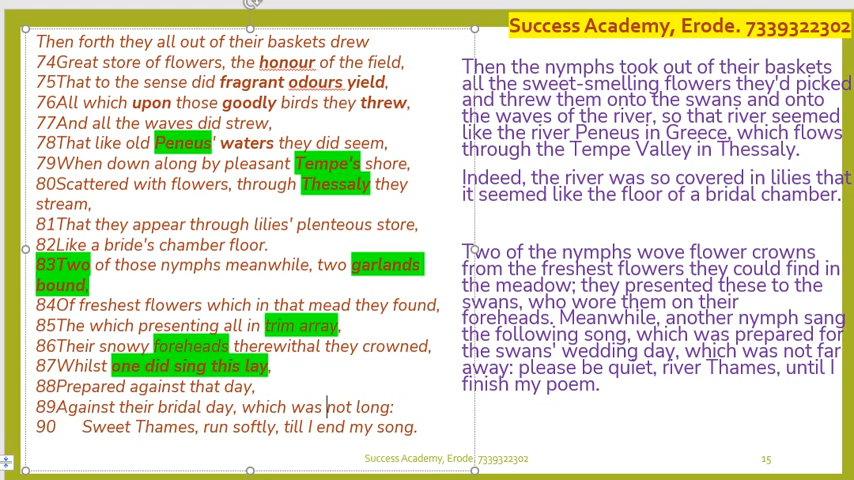 Success Academy, Erode. 7339322302
Then forth they all out of their baskets drew
74Great store of flowers, the honour of the field,
75That to the sense did fragrant odours yield,
76All which upon those goodly birds they threw,
77And all the waves did strew,
78That like old Peneus' waters they did seem,
79When down along by pleasant Tempe's shore,
80Scattered with flowers, through Thessaly they
stream,
81That they appear through lilies' plenteous store,
82Like a bride's chamber floor.
83Two of those nymphs meanwhile, two garlands
bound,
84Of freshest flowers which in that mead they found,
85The which presenting all in trim array,
86Their snowy foreheads therewithal they crowned,
87Whilst one did sing this lay,
88Prepared against that day,
89Against their bridal day, which was not long:
90 Sweet Thames, run softly, till I end my song.
Then the nymphs took out of their baskets
all the sweet-smelling flowers they'd picked
and threw them onto the swans and onto
the waves of the river, so that river seemed
like the river Peneus in Greece, which flows
through the Tempe Valley in Thessaly.
Indeed, the river was so covered in lilies that
it seemed like the floor of a bridal chamber.
Two of the nymphs wove flower crowns
from the freshest flowers they could find in
the meadow; they presented these to the
swans, who wore them on their
foreheads. Meanwhile, another nymph sang
the following song, which was prepared for
the swans' wedding day, which was not far
away: please be quiet, river Thames, until I
finish my poem.
Success Academy, Erode. 7339322302
15